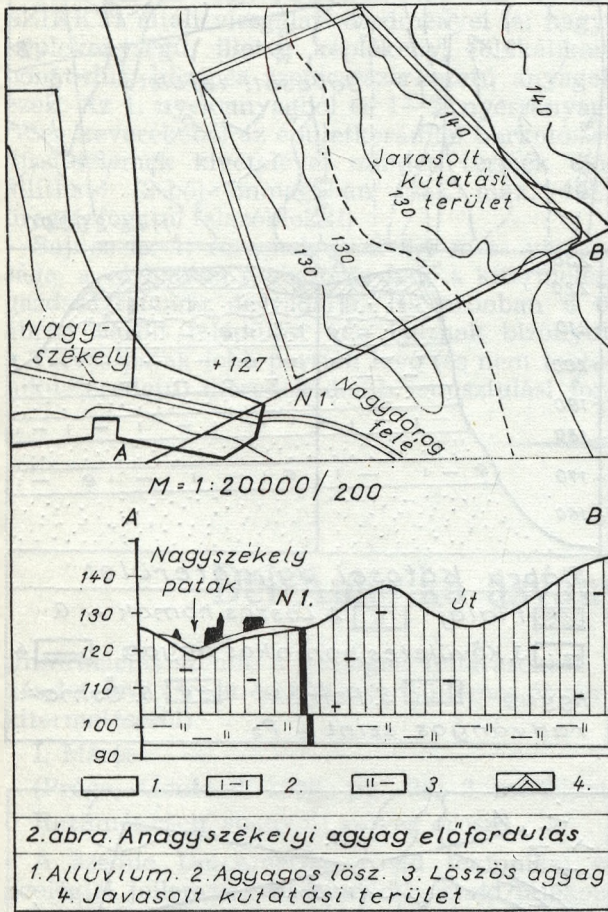 140
140
Javasolt
kutatási
terület
130
130
130
B
Nagy-
székely
+127
N1.
Nagydorog
felé
A
M=1:20000/200
A
B
Nagyszékely
patak
N1.
út
140
130
120
110
100
90
1.
2.
3.
4.
2.ábra Anagyszékelyi agyag előfordulás
1.Allúvium. 2.Agyagos lösz. 3. Löszös agyag
4. Javasolt kutatási terület